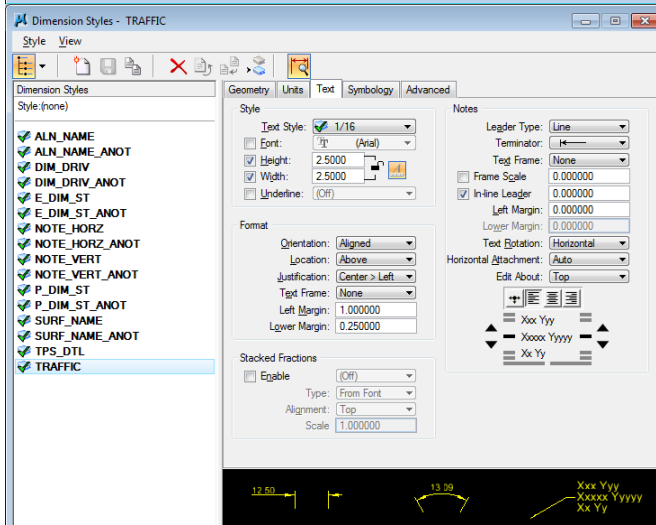 Dimension Styles - TRAFFIC
Style View
Dimension Styles
Style:(none)
ALN_NAME
ALN_NAME_ANOT
DIM_DRIV
DIM_DRIV_ANOT
E_DIM_ST
E_DIM_ST_ANOT
NOTE_HORZ
NOTE_HORZ_ANOT
NOTE_VERT
NOTE_VERT_ANOT
P_DIM_ST
P_DIM_ST_ANOT
SURF_NAME
SURF_NAME_ANOT
TPS_DTL
TRAFFIC
Geometry Units Text Symbology Advanced
Style
Text Style: 1/16
Font: (Arial)
Height: 2.5000
Width: 2.5000
Underline: (Off)
Format
Orientation: Aligned
Location: Above
Justification: Center > Left
Text Frame: None
Left Margin: 1.000000
Lower Margin: 0.250000
Stacked Fractions
Enable (Off)
Type: From Font
Alignment: Top
Scale 1.000000
Notes
Leader Type: Line
Terminator:
Text Frame: None
Frame Scale 0.000000
In-line Leader 0.000000
Left Margin: 0.000000
Lower Margin: 0.000000
Text Rotation: Horizontal
Horizontal Attachment: Auto
Edit About: Top
Xxx Yyy
Xxxxx Yyyyy
Xx Yy
12.50
13.09
Xxx Yyy
Xxxxx Yyyyy
Xx Yy